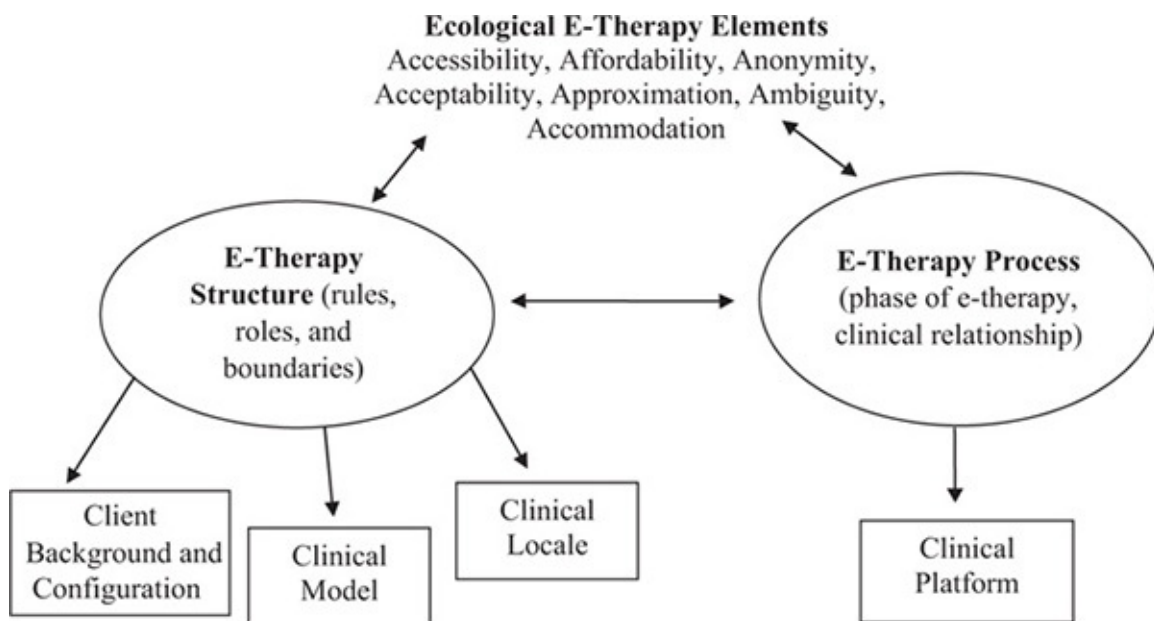 Ecological E-Therapy Elements
Accessibility, Affordability, Anonymity,
Acceptability, Approximation, Ambiguity,
Accommodation
E-Therapy
Structure (rules,
roles, and
boundaries)
E-Therapy Process
(phase of e-therapy,
clinical relationship)
Client
Background and
Configuration
Clinical
Model
Clinical
Locale
Clinical
Platform